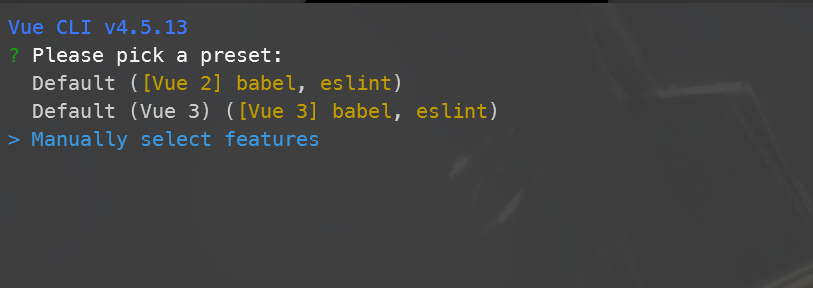 Vue CLI v4.5.13
? Please pick a preset:
Default ([Vue 2] babel, eslint)
Default (Vue 3) ([Vue 3] babel, eslint)
> Manually select features